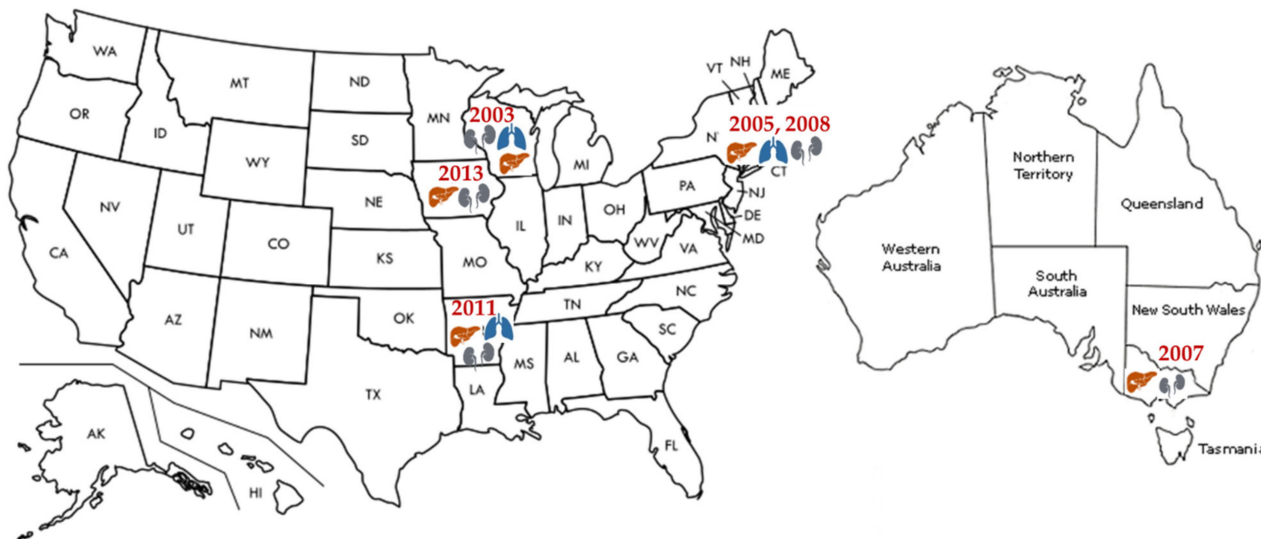 WA
MT
ND
MN
OR
ID
SD
WY
NE
NV
UT
CO
KS
CA
AZ
NM
OK
TX
MO
IL
IN
MI
OH
KY
WV
VA
PA
TN
NC
SC
MS
AL
GA
LA
FL
AK
HI
VT
NH
ME
N
CT
NJ
DE
MD
2003
2005, 2008
2013
2011
Northern
Territory
Queensland
Western
Australia
South
Australia
New South Wales
2007
Tasmania